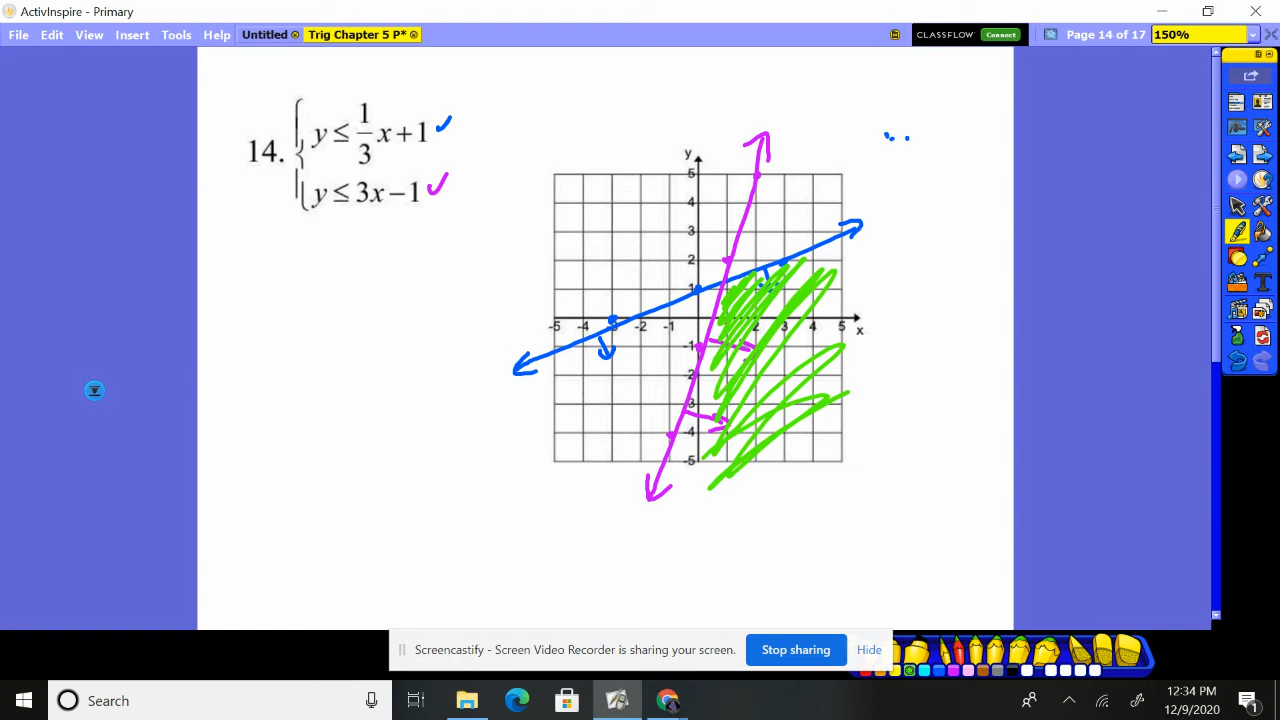 ActivInspire - Primary
File Edit View Insert Tools Help Untitled Trig Chapter 5 P* CLASSFLOW Connect Page 14 of 17 150%
14. { y ≤ 1/3 x + 1
y ≤ 3x − 1
y
5
4
3
2
1
-5 -4 -3 -2 -1 2 3 4 5 x
-1
-2
-3
-4
-5
Screencastify - Screen Video Recorder is sharing your screen. Stop sharing Hide
Search
12:34 PM
12/9/2020
1